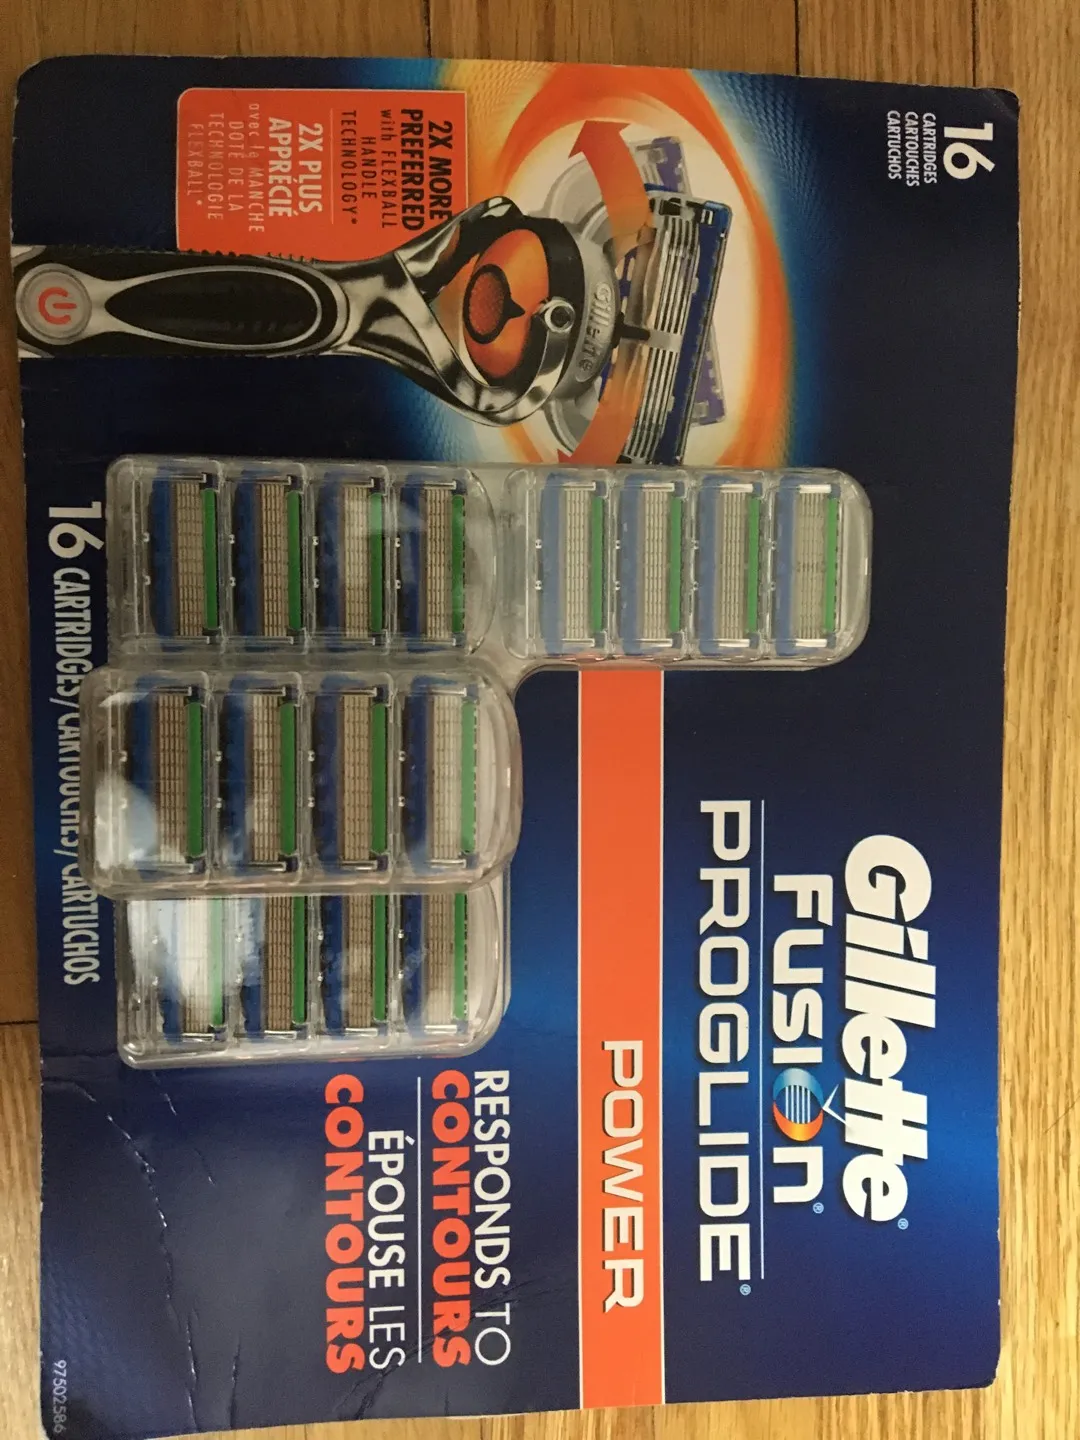 16
CARTRIDGES
CARTOUCHES
CARTUCHOS
Gillette®
FUSION®
PROGLIDE®
POWER
2X MORE
PREFERRED
with FLEXBALL
HANDLE
TECHNOLOGY*
2X PLUS
APPRÉCIÉ
avec la MANCHE
DOTÉ DE LA
TECHNOLOGIE
FLEXBALL*
Gillette
RESPONDS TO
CONTOURS
ÉPOUSE LES
CONTOURS
16 CARTRIDGES/CARTOUCHES/CARTUCHOS
97502586